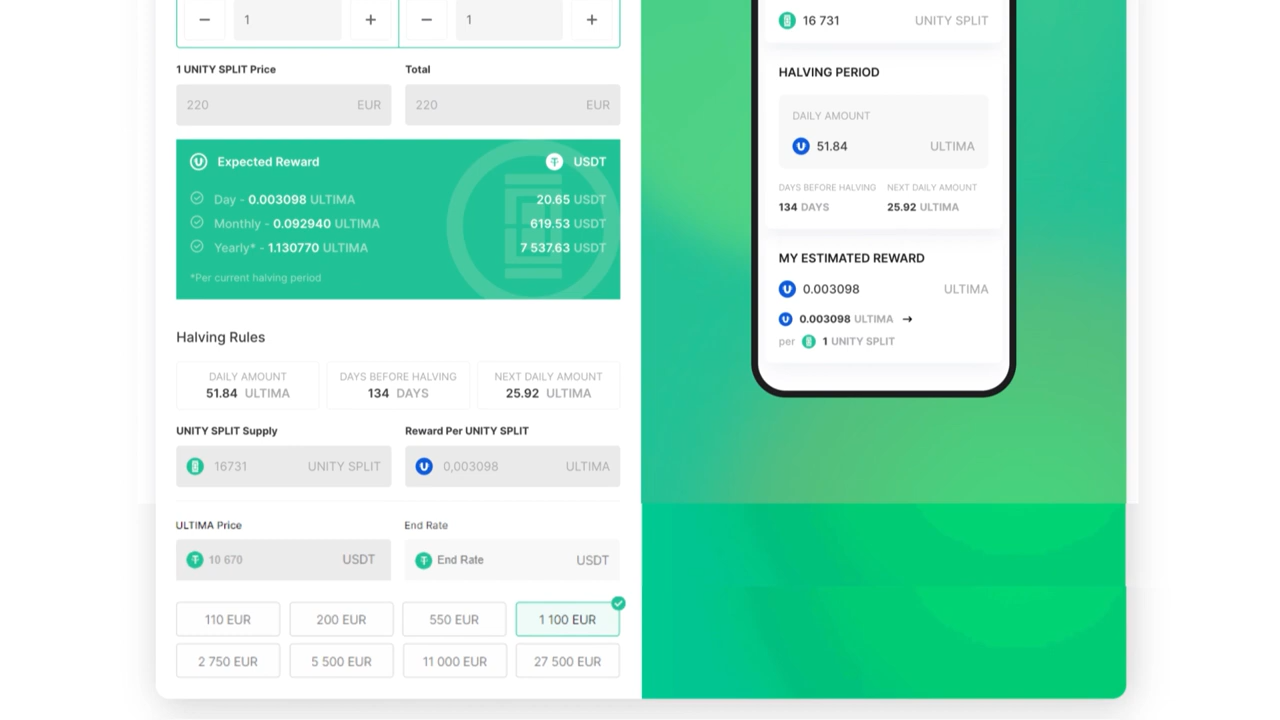 − 1 + − 1 +
1 UNITY SPLIT Price Total
220 EUR 220 EUR
Expected Reward USDT
Day - 0.003098 ULTIMA 20.65 USDT
Monthly - 0.092940 ULTIMA 619.53 USDT
Yearly* - 1.130770 ULTIMA 7 537.63 USDT
*Per current halving period
Halving Rules
DAILY AMOUNT DAYS BEFORE HALVING NEXT DAILY AMOUNT
51.84 ULTIMA 134 DAYS 25.92 ULTIMA
UNITY SPLIT Supply Reward Per UNITY SPLIT
16731 UNITY SPLIT 0,003098 ULTIMA
ULTIMA Price End Rate
10 670 USDT End Rate USDT
110 EUR 200 EUR 550 EUR 1 100 EUR
2 750 EUR 5 500 EUR 11 000 EUR 27 500 EUR
16 731 UNITY SPLIT
HALVING PERIOD
DAILY AMOUNT
51.84 ULTIMA
DAYS BEFORE HALVING NEXT DAILY AMOUNT
134 DAYS 25.92 ULTIMA
MY ESTIMATED REWARD
0.003098 ULTIMA
0.003098 ULTIMA →
per 1 UNITY SPLIT